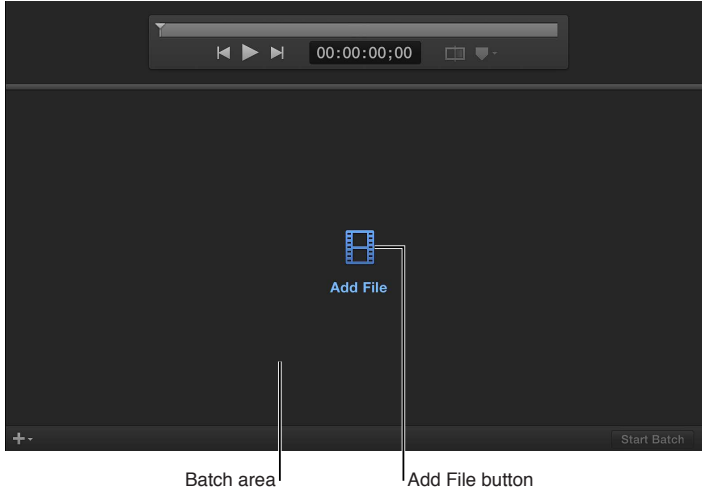 00:00:00;00
Add File
Start Batch
Batch area
Add File button